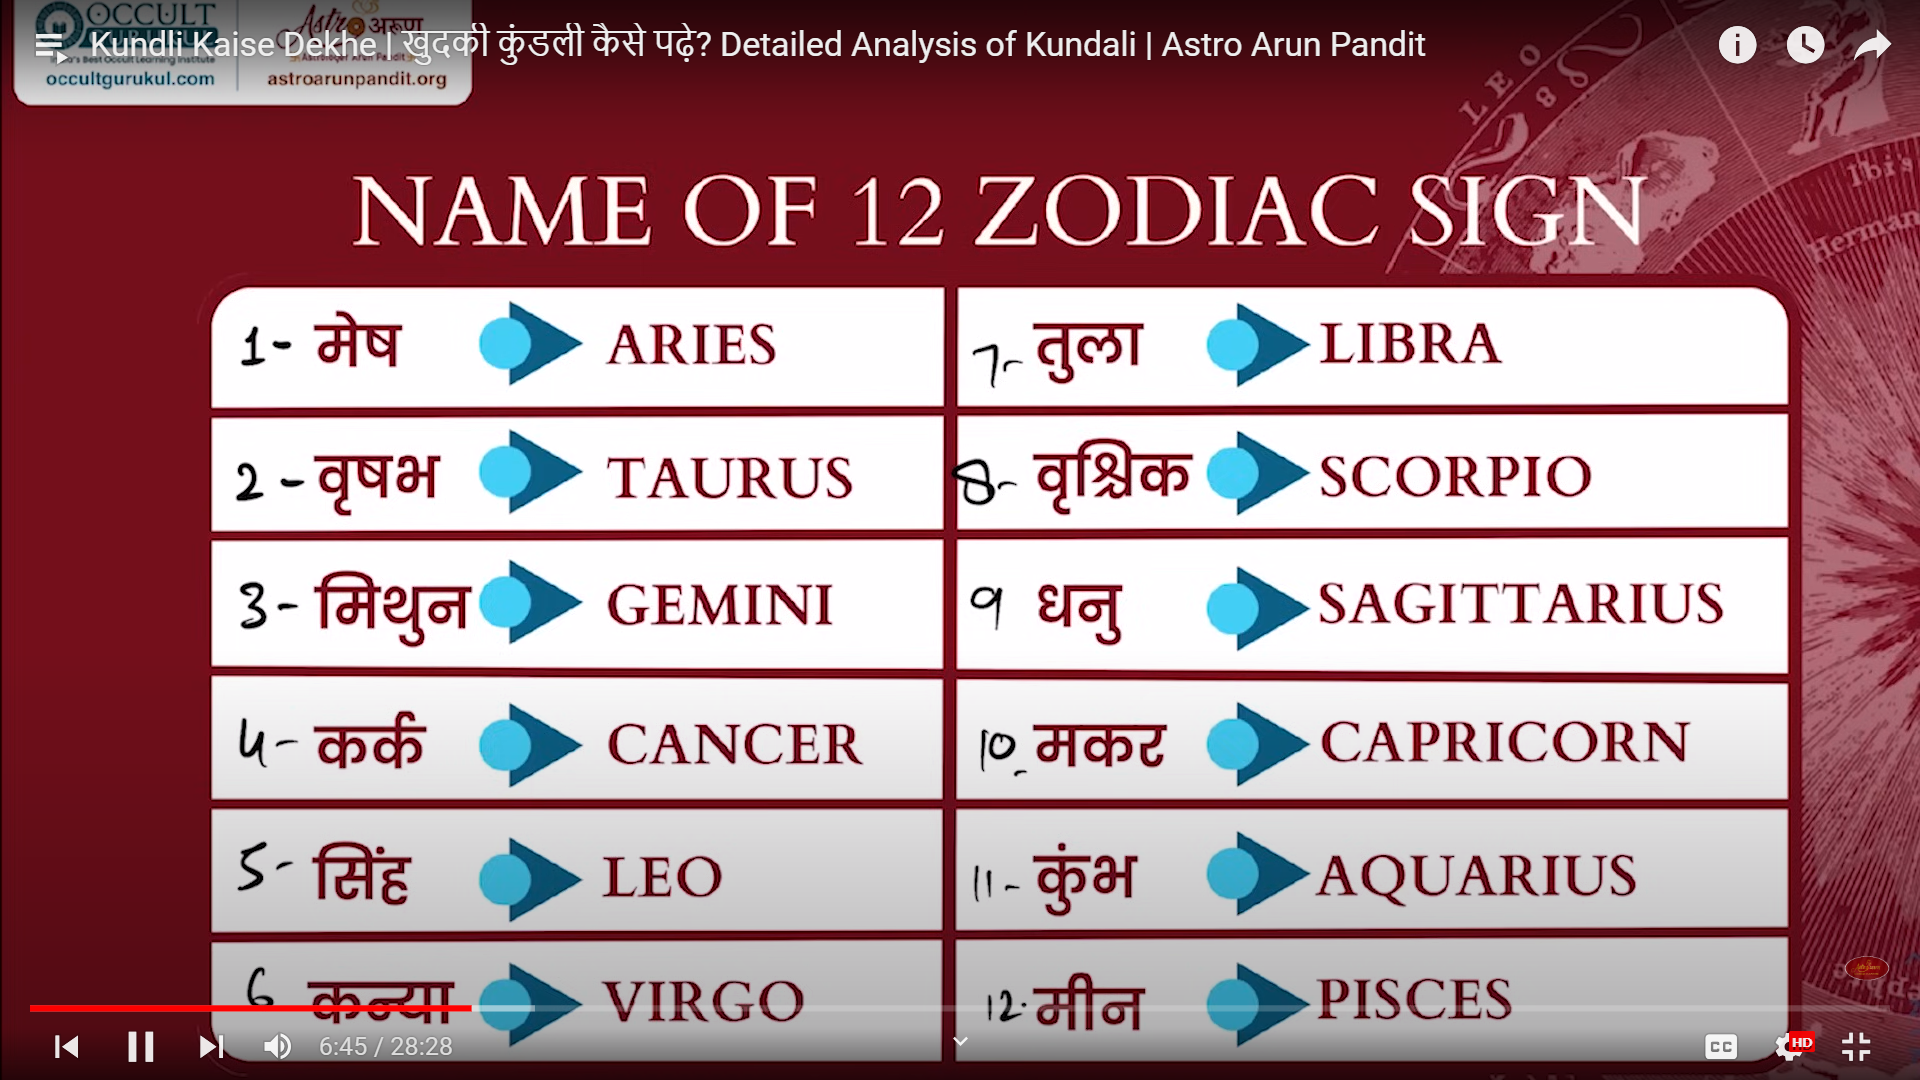 OCCULT
GURUKUL
India's Best Occult Learning Institute
occultgurukul.com
Astro अरुण
Astrologer Arun Pandit
astroarunpandit.org
Kundli Kaise Dekhe | खुदकी कुंडली कैसे पढ़े? Detailed Analysis of Kundali | Astro Arun Pandit
LEO
Ibis
Herman
NAME OF 12 ZODIAC SIGN
1- मेष ARIES
2 - वृषभ TAURUS
3 - मिथुन GEMINI
4 - कर्क CANCER
5 - सिंह LEO
6 कन्या VIRGO
7- तुला LIBRA
8- वृश्चिक SCORPIO
9 धनु SAGITTARIUS
10- मकर CAPRICORN
11- कुंभ AQUARIUS
12- मीन PISCES
6:45 / 28:28
CC
HD